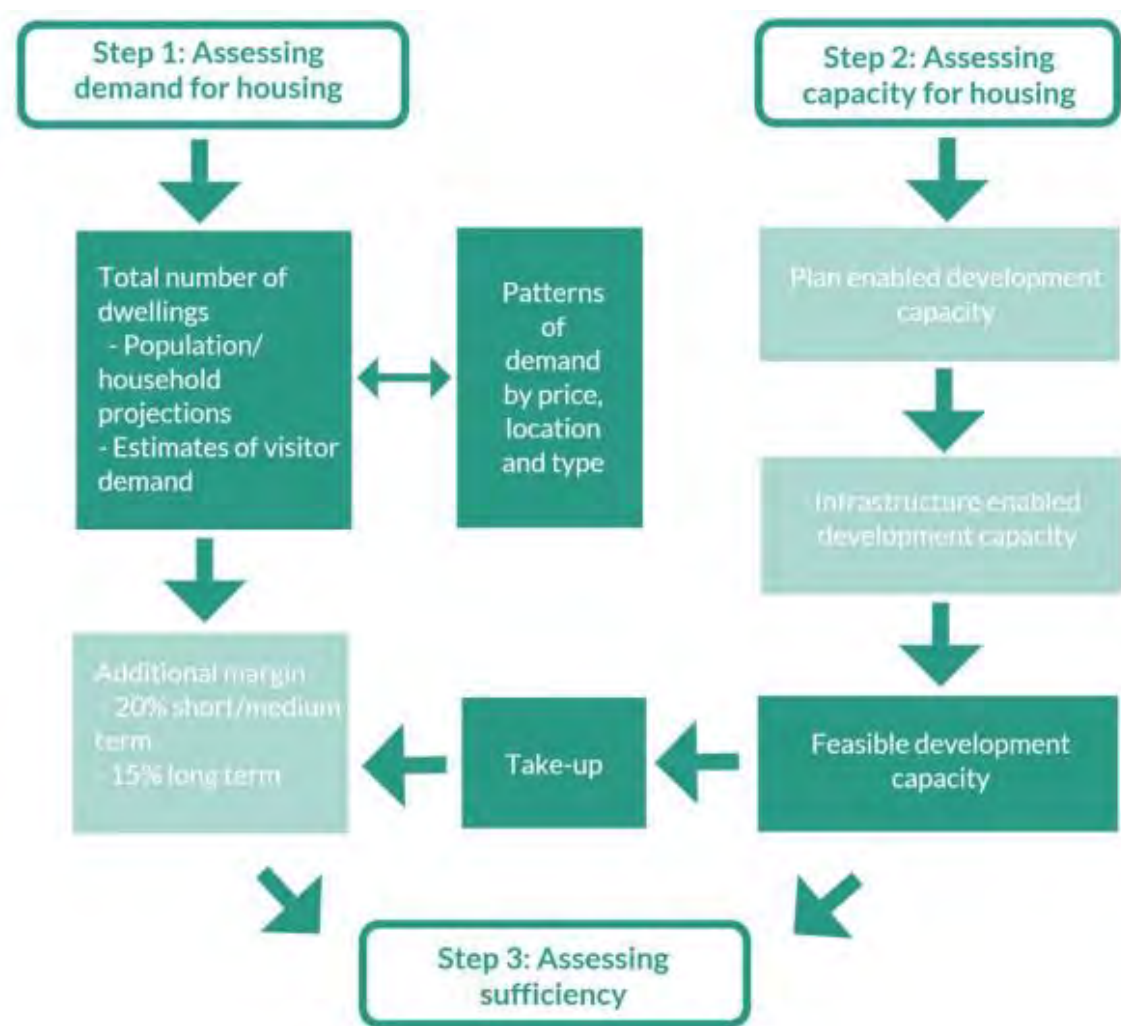 Step 1: Assessing
demand for housing
Total number of
dwellings
- Population/
household
projections
- Estimates of visitor
demand
Patterns
of
demand
by price,
location
and type
Additional margin
- 20% short/medium
term
- 15% long term
Take-up
Step 2: Assessing
capacity for housing
Plan enabled development
capacity
Infrastructure enabled
development capacity
Feasible development
capacity
Step 3: Assessing
sufficiency